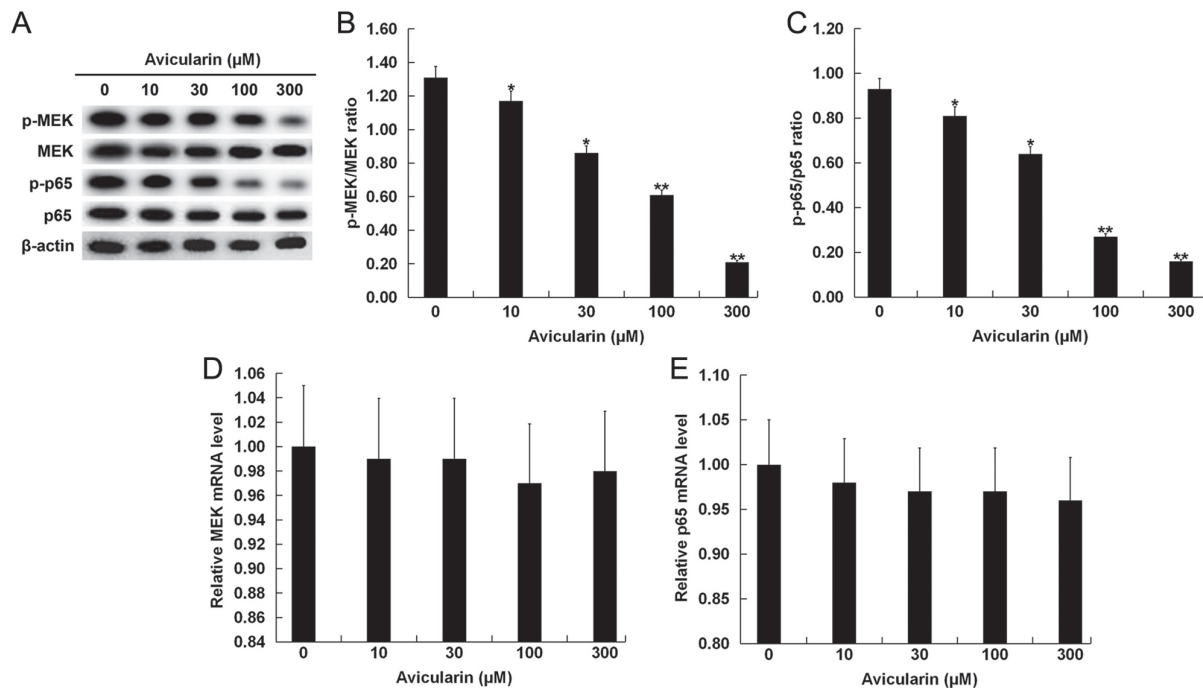 A
Avicularin (µM)
0 10 30 100 300
p-MEK
MEK
p-p65
p65
β-actin
B
p-MEK/MEK ratio
1.60
1.40
1.20
1.00
0.80
0.60
0.40
0.20
0.00
*
*
**
**
0 10 30 100 300
Avicularin (µM)
C
p-p65/p65 ratio
1.20
1.00
0.80
0.60
0.40
0.20
0.00
*
*
**
**
0 10 30 100 300
Avicularin (µM)
D
Relative MEK mRNA level
1.06
1.04
1.02
1.00
0.98
0.96
0.94
0.92
0.90
0.88
0.86
0.84
0 10 30 100 300
Avicularin (µM)
E
Relative p65 mRNA level
1.10
1.05
1.00
0.95
0.90
0.85
0.80
0 10 30 100 300
Avicularin (µM)